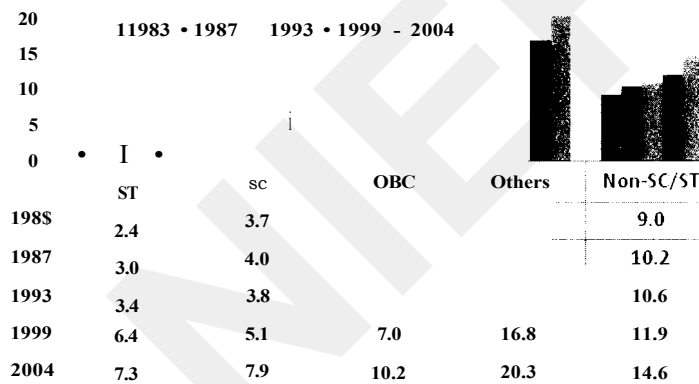 20
11983 • 1987 1993 • 1999 - 2004
15
10
5
0
• I •
ST SC OBC Others Non-SC/ST
198$ 2.4 3.7 9.0
1987 3.0 4.0 10.2
1993 3.4 3.8 10.6
1999 6.4 5.1 7.0 16.8 11.9
2004 7.3 7.9 10.2 20.3 14.6